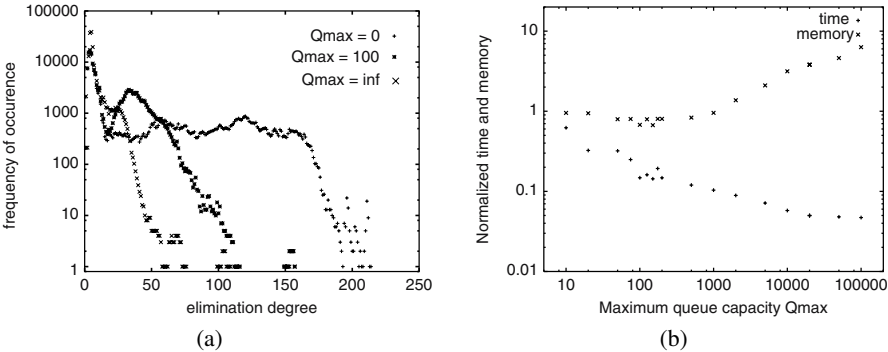 100000
10000
1000
100
10
1
0 50 100 150 200 250
frequency of occurence
elimination degree
Qmax = 0
Qmax = 100
Qmax = inf
(a)
10
1
0.1
0.01
10 100 1000 10000 100000
Normalized time and memory
Maximum queue capacity Qmax
time
memory
(b)